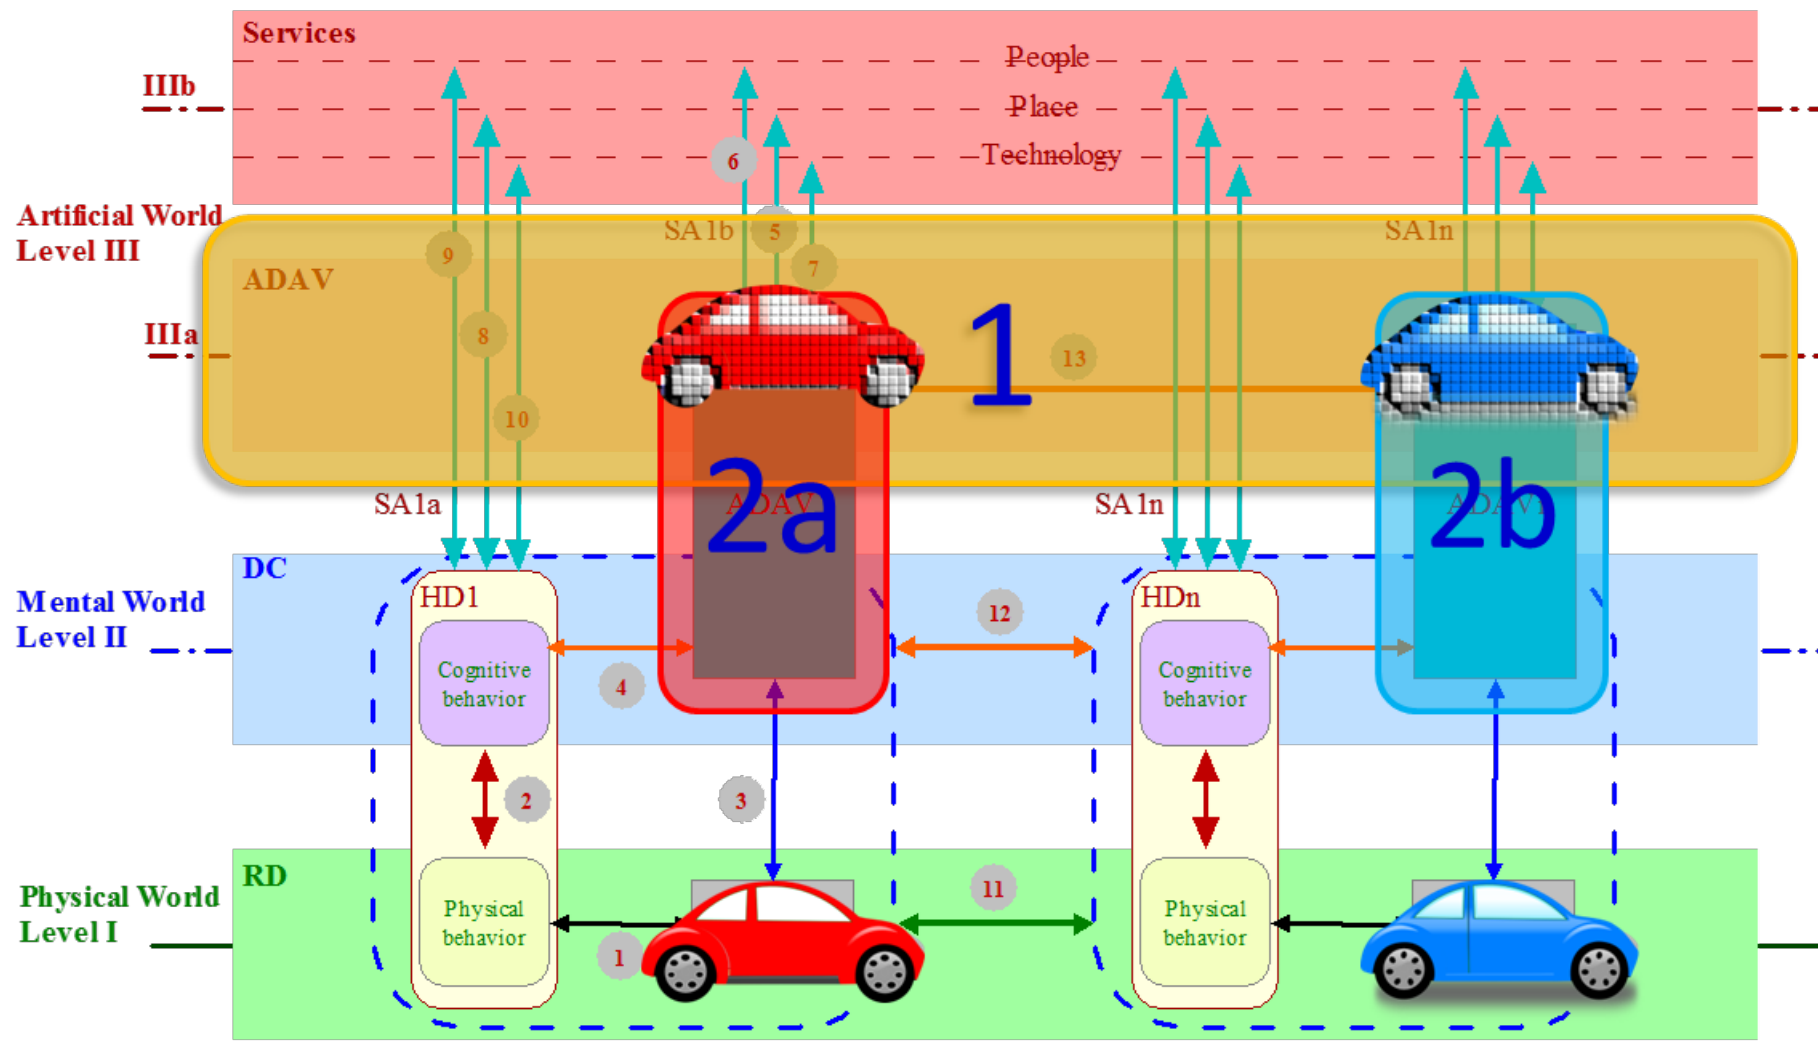 Services
People
IIIb
Place
6
Technology
Artificial World
Level III
SA1b
5
SA1n
9
7
ADAV
1
IIIa
8
13
10
SA1a
2a
ADAV
SA1n
2b
DC
Mental World
Level II
HD1
12
HDn
Cognitive
behavior
Cognitive
behavior
4
2
3
RD
Physical World
Level I
11
Physical
behavior
Physical
behavior
1